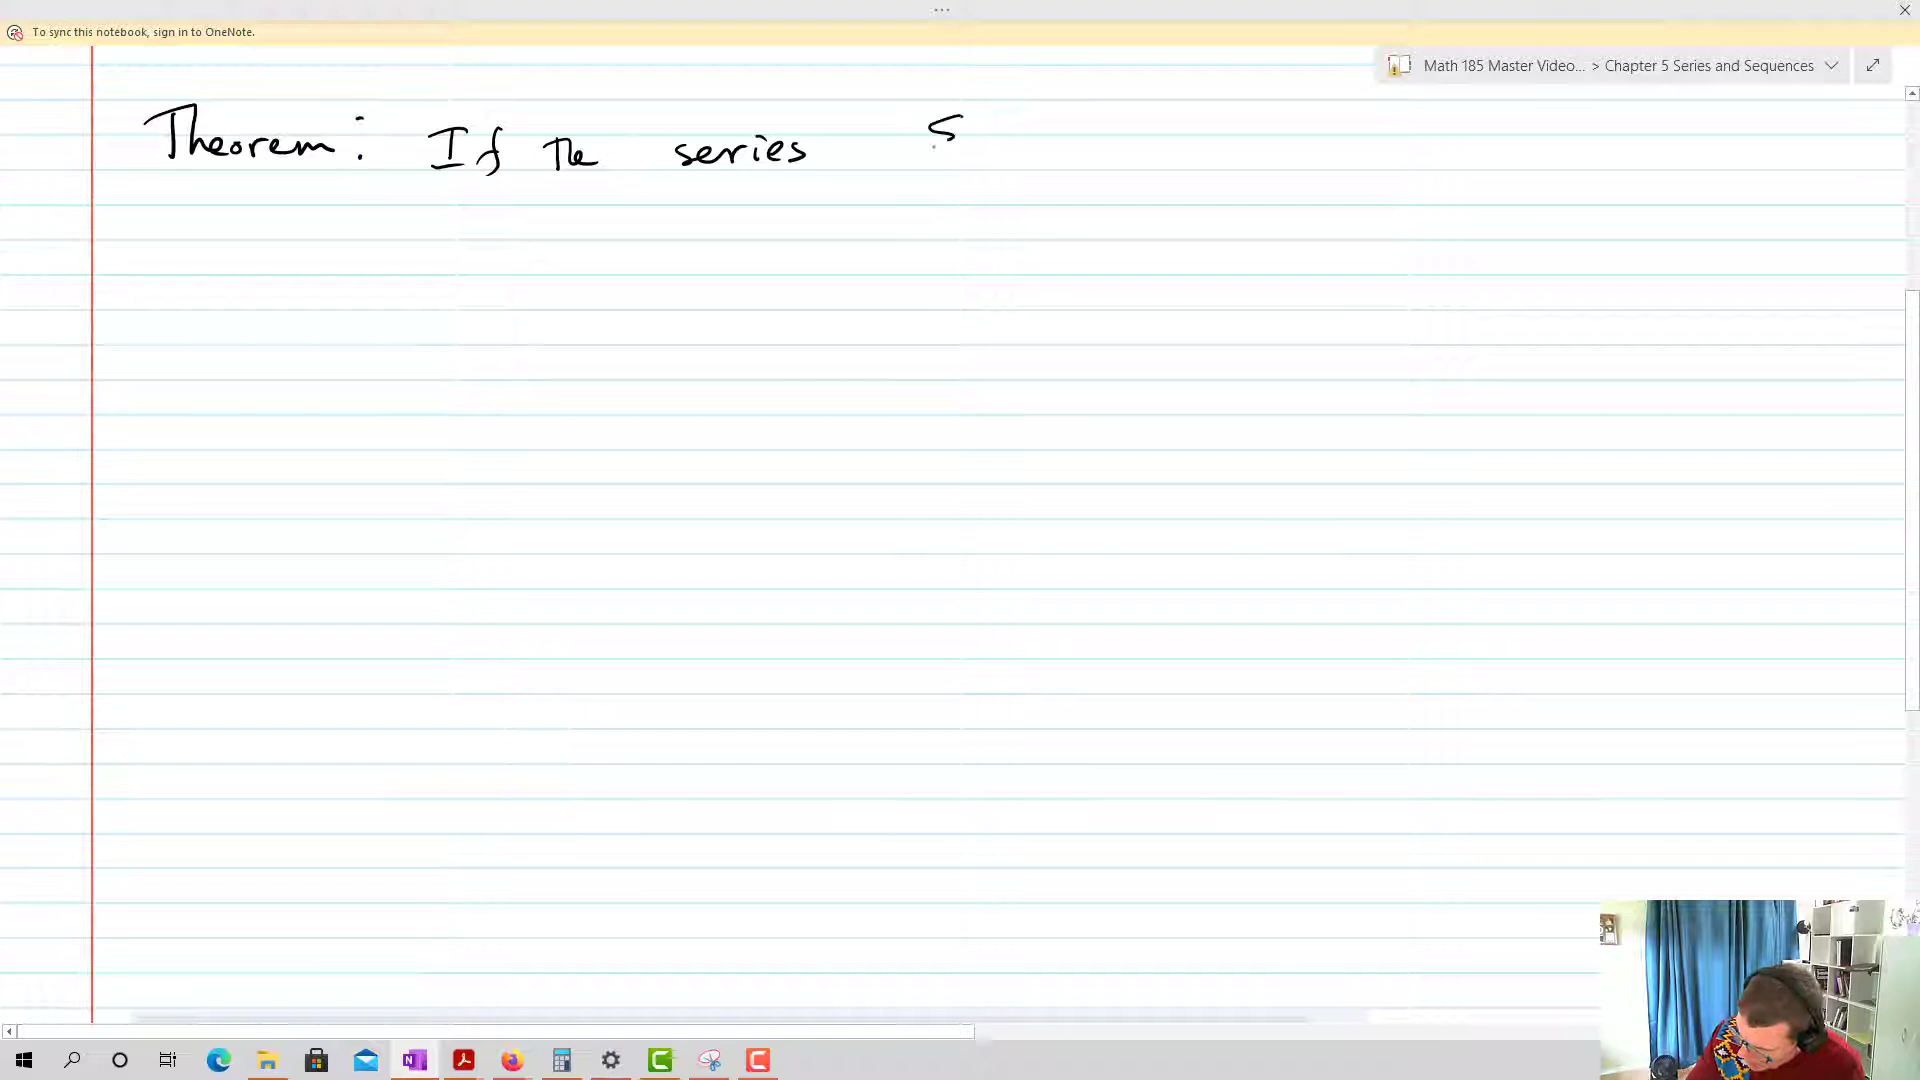 To sync this notebook, sign in to OneNote.
Math 185 Master Video... > Chapter 5 Series and Sequences
Theorem: If the series